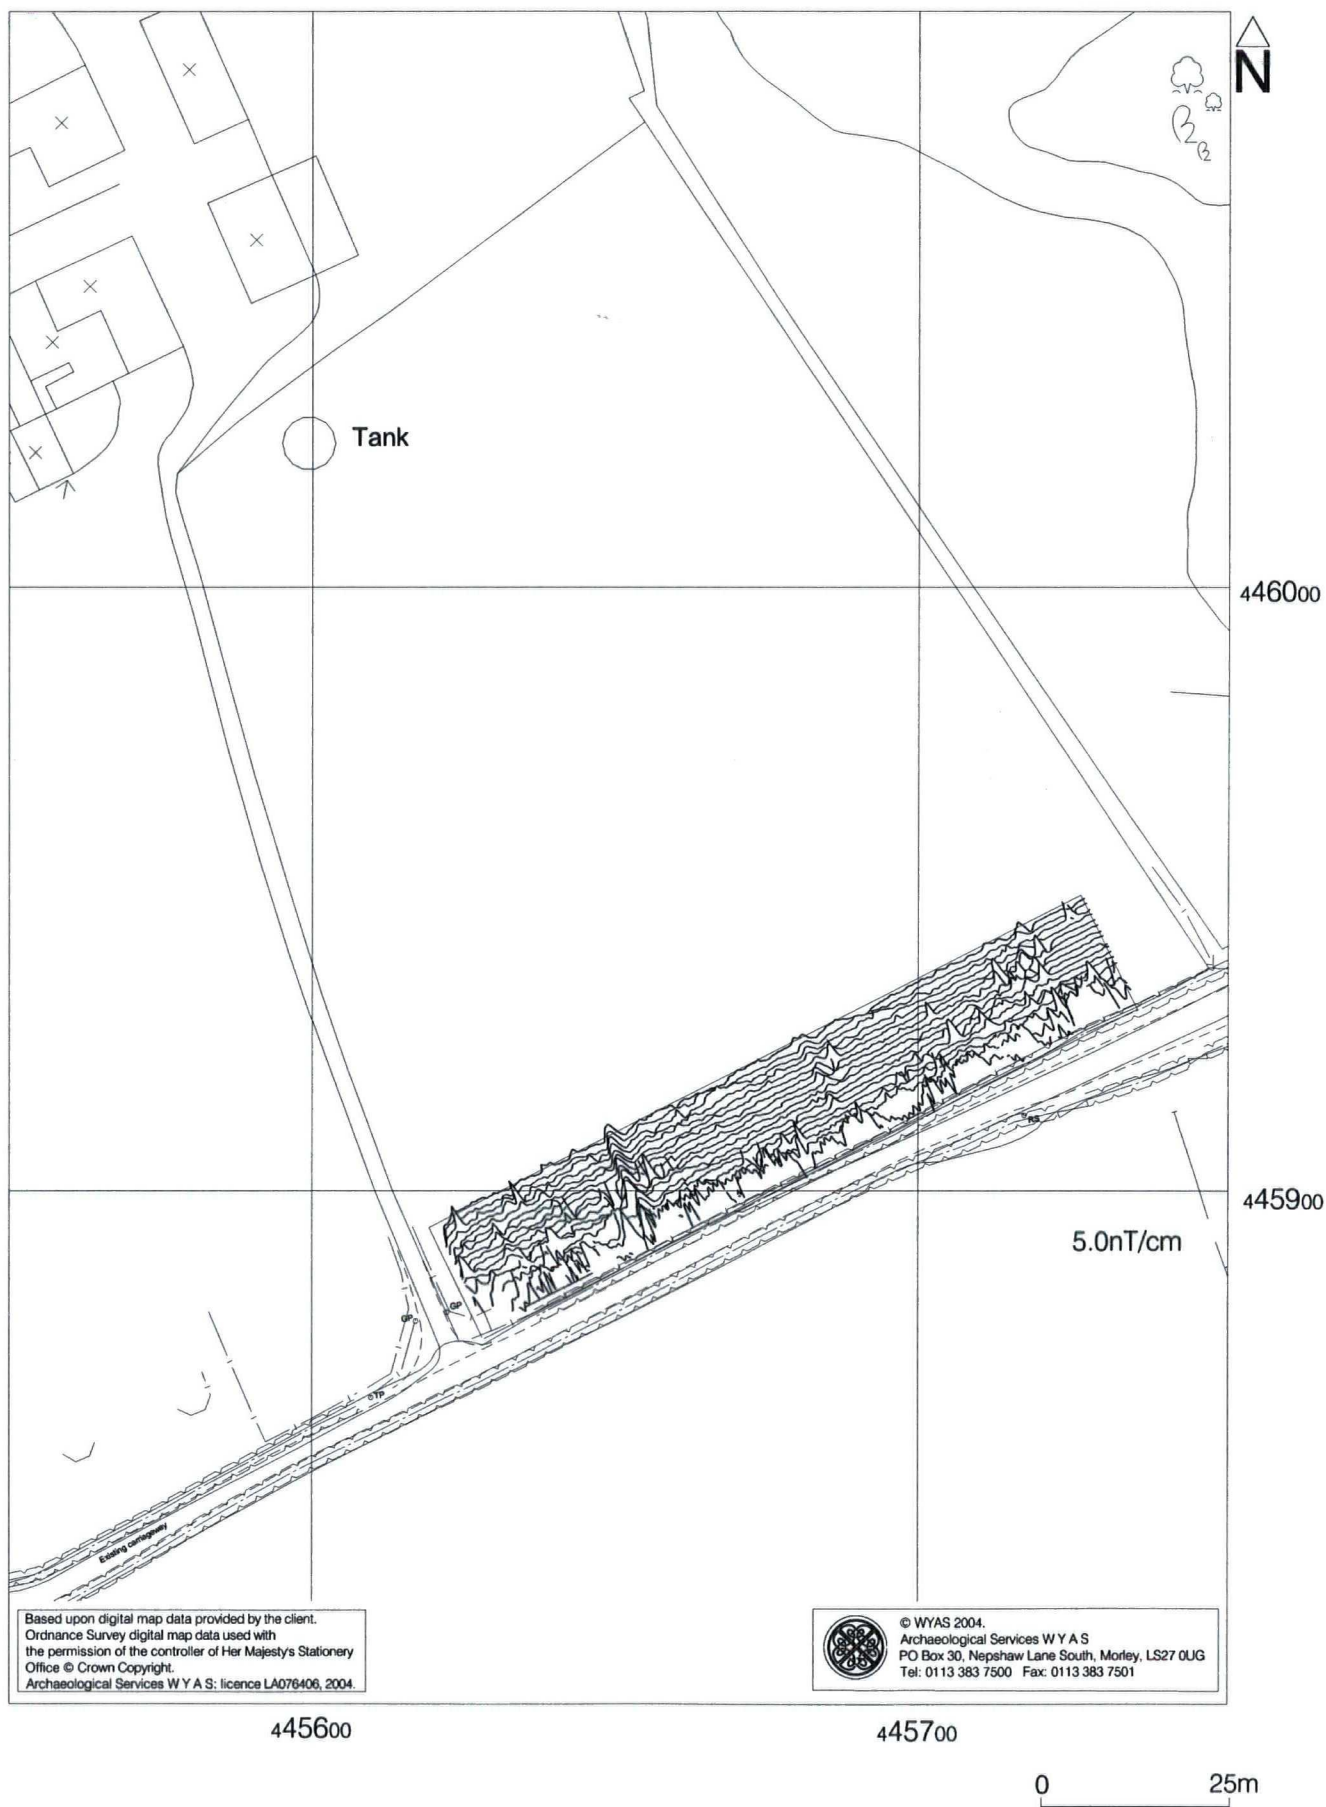 N
Tank
446000
445900
5.0nT/cm
RS
GP
GP
TP
Existing carriageway
Based upon digital map data provided by the client.
Ordnance Survey digital map data used with
the permission of the controller of Her Majesty's Stationery
Office © Crown Copyright.
Archaeological Services W Y A S: licence LA076406, 2004.
© WYAS 2004.
Archaeological Services W Y A S
PO Box 30, Nepshaw Lane South, Morley, LS27 0UG
Tel: 0113 383 7500 Fax: 0113 383 7501
445600
445700
0 25m